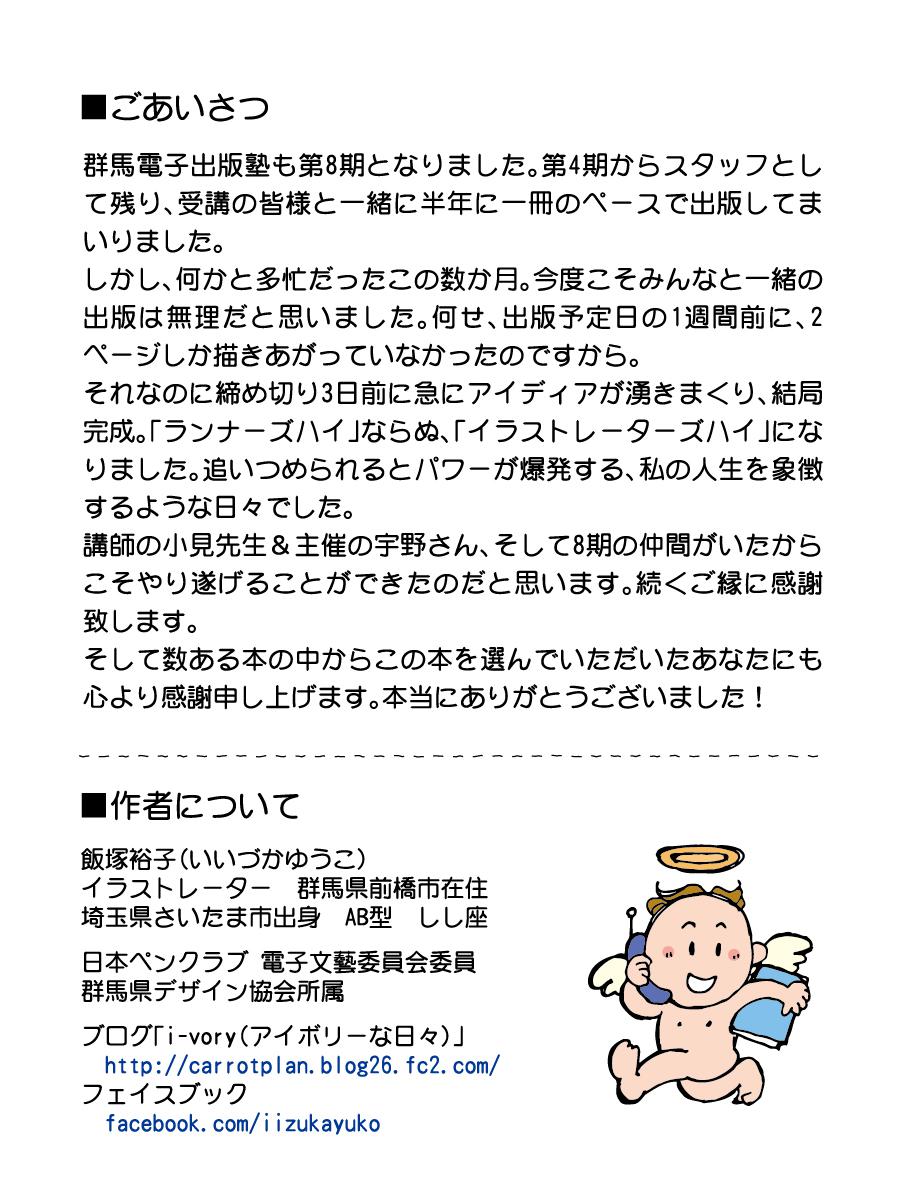 ■ごあいさつ
群馬電子出版塾も第8期となりました。第4期からスタッフとし
て残り、受講の皆様と一緒に半年に一冊のペースで出版してま
いりました。
しかし、何かと多忙だったこの数か月。今度こそみんなと一緒の
出版は無理だと思いました。何せ、出版予定日の1週間前に、2
ページしか描きあがっていなかったのですから。
それなのに締め切り3日前に急にアイディアが湧きまくり、結局
完成。「ランナーズハイ」ならぬ、「イラストレーターズハイ」にな
りました。追いつめられるとパワーが爆発する、私の人生を象徴
するような日々でした。
講師の小見先生＆主催の宇野さん、そして8期の仲間がいたから
こそやり遂げることができたのだと思います。続くご縁に感謝
致します。
そして数ある本の中からこの本を選んでいただいたあなたにも
心より感謝申し上げます。本当にありがとうございました！
■作者について
飯塚裕子（いいづかゆうこ）
イラストレーター　群馬県前橋市在住
埼玉県さいたま市出身　AB型　しし座
日本ペンクラブ 電子文藝委員会委員
群馬県デザイン協会所属
ブログ「i-vory（アイボリーな日々）」
http://carrotplan.blog26.fc2.com/
フェイスブック
facebook.com/iizukayuko